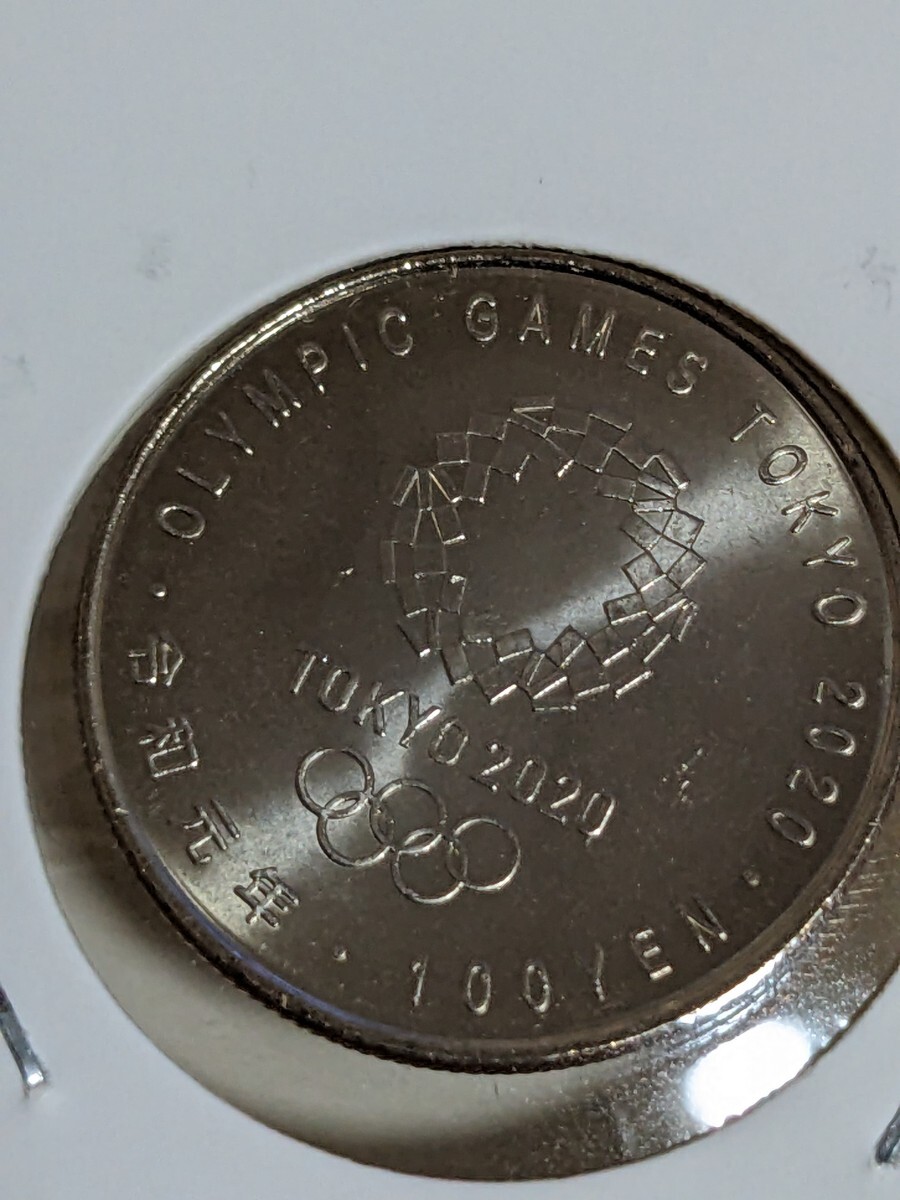 OLYMPIC GAMES TOKYO 2020
TOKYO 2020
令和元年
100 YEN